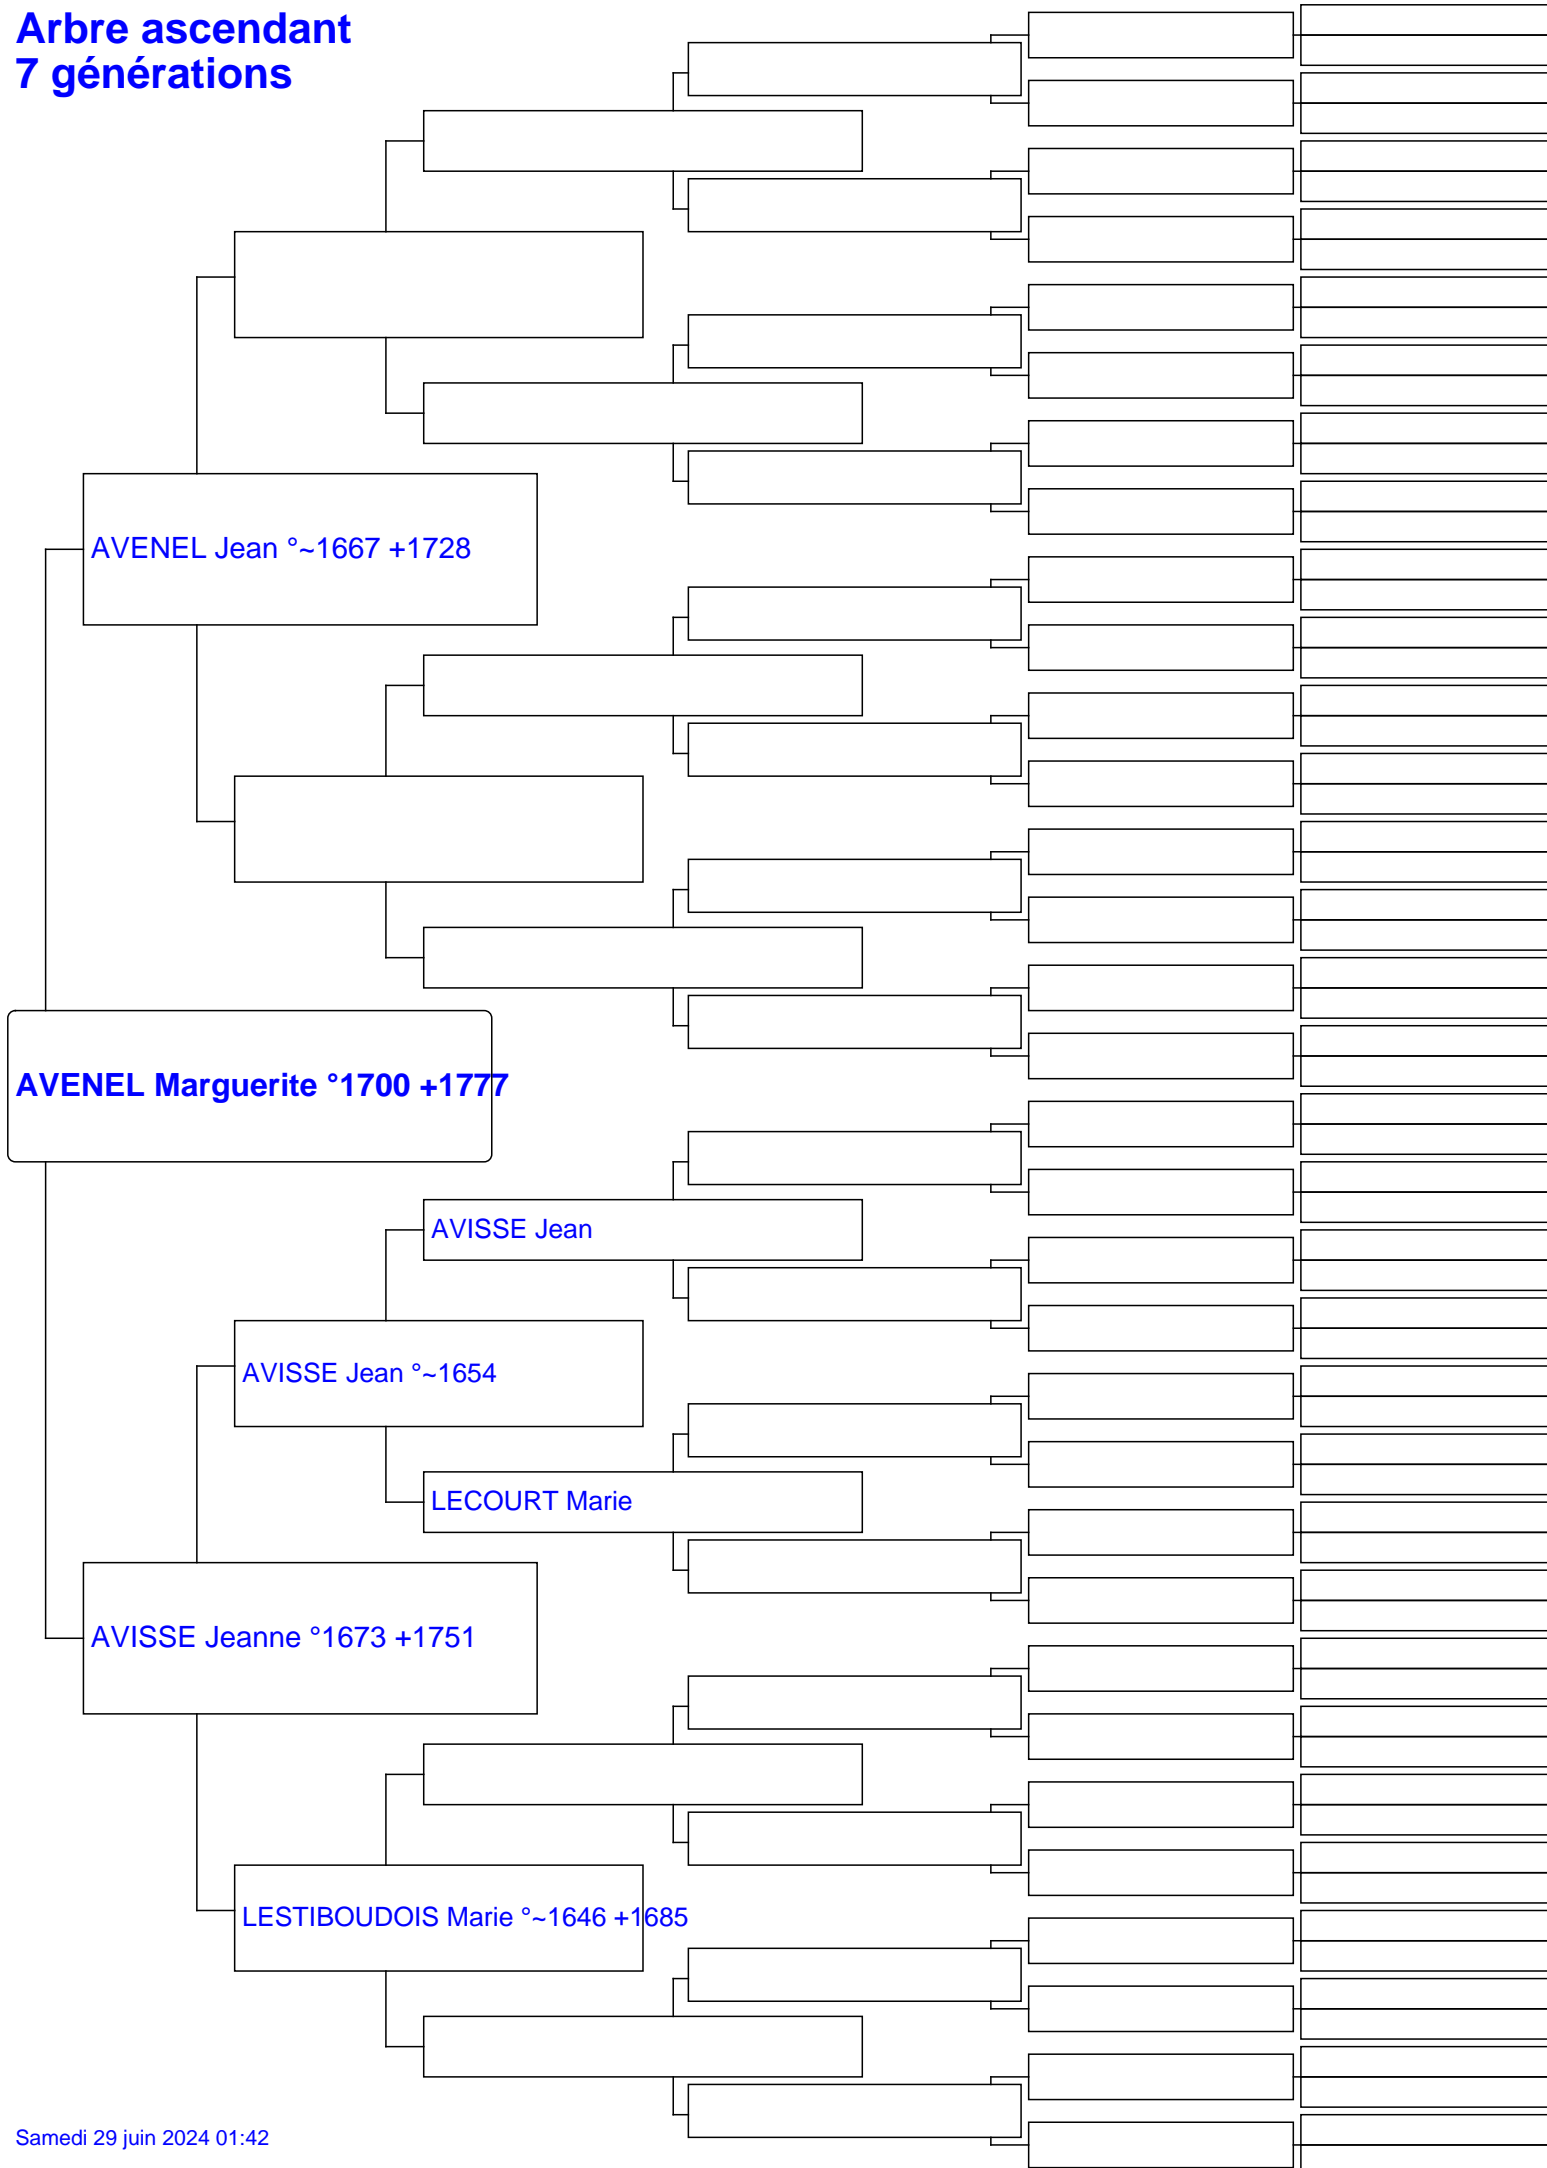 Arbre ascendant
7 générations
AVENEL Jean °~1667 +1728
AVENEL Marguerite °1700 +1777
AVISSE Jean
AVISSE Jean °~1654
LECOURT Marie
AVISSE Jeanne °1673 +1751
LESTIBOUDOIS Marie °~1646 +1685
Samedi 29 juin 2024 01:42